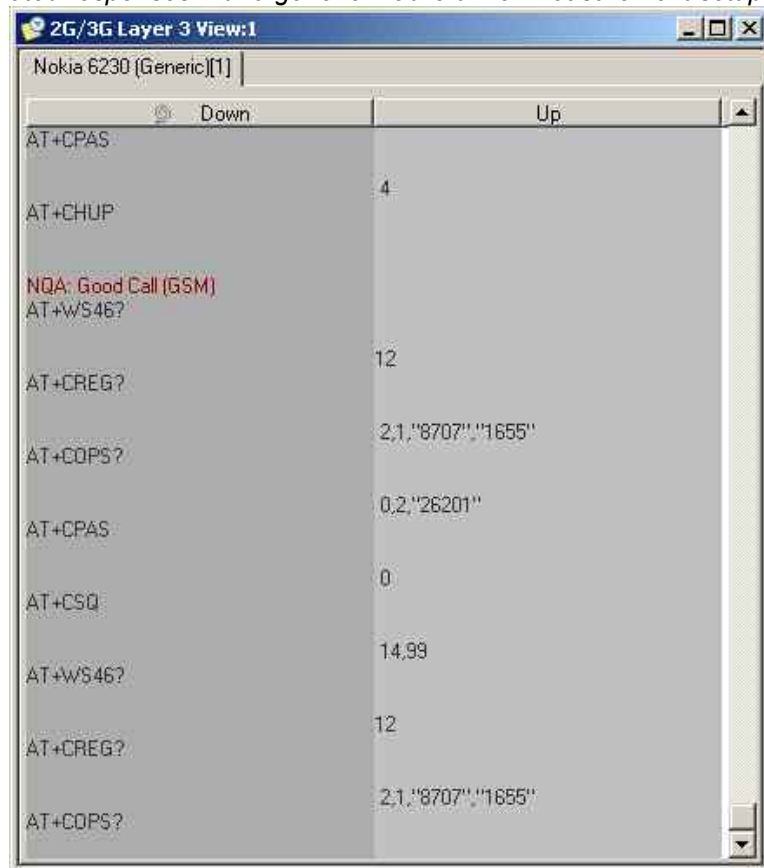 2G/3G Layer 3 View:1
Nokia 6230 (Generic)[1]
Down Up
AT+CPAS
4
AT+CHUP
NQA: Good Call (GSM)
AT+WS46?
12
AT+CREG?
2,1,"8707","1655"
AT+COPS?
0,2,"26201"
AT+CPAS
0
AT+CSQ
14,99
AT+WS46?
12
AT+CREG?
2,1,"8707","1655"
AT+COPS?